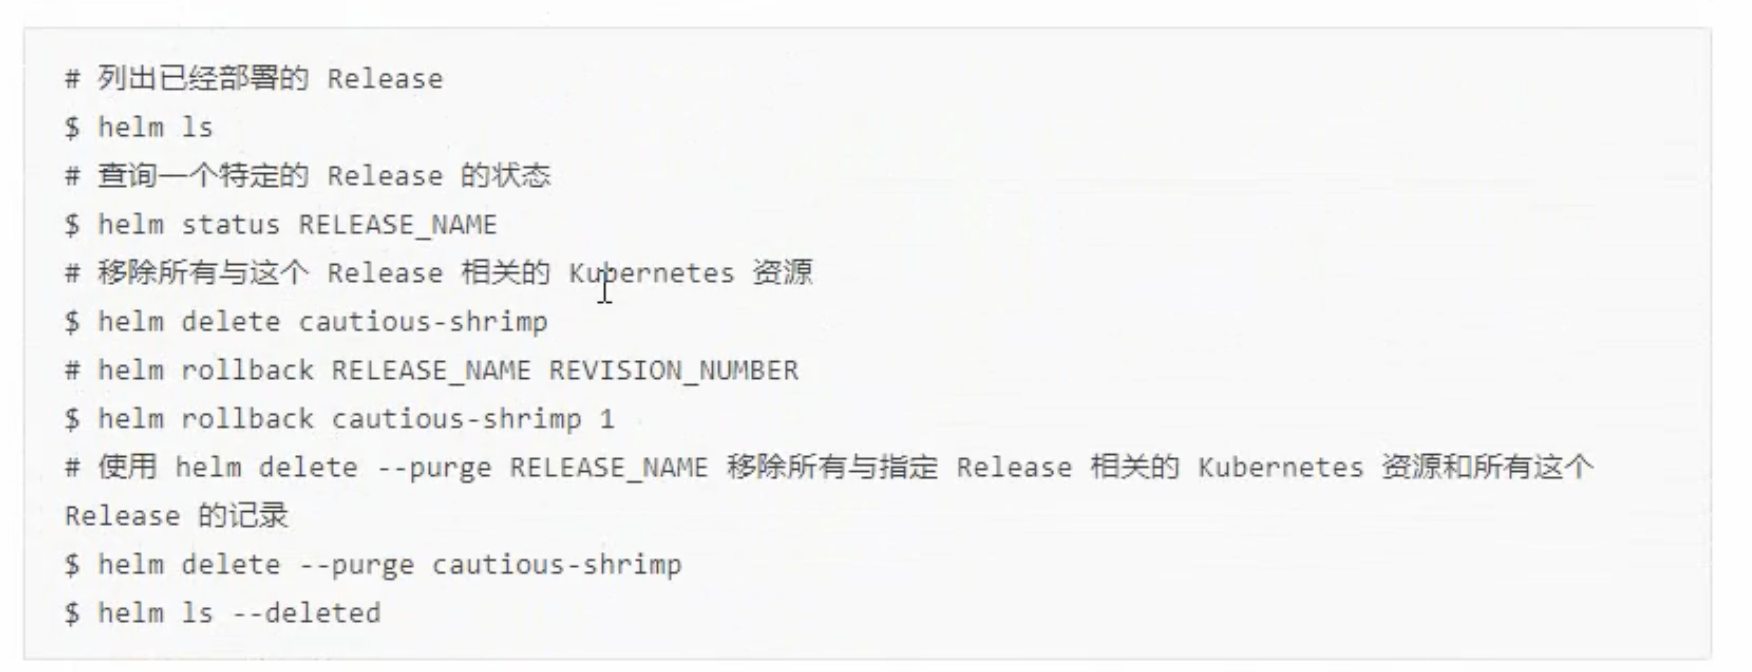 # 列出已经部署的 Release
$ helm ls
# 查询一个特定的 Release 的状态
$ helm status RELEASE_NAME
# 移除所有与这个 Release 相关的 Kubernetes 资源
$ helm delete cautious-shrimp
# helm rollback RELEASE_NAME REVISION_NUMBER
$ helm rollback cautious-shrimp 1
# 使用 helm delete --purge RELEASE_NAME 移除所有与指定 Release 相关的 Kubernetes 资源和所有这个
Release 的记录
$ helm delete --purge cautious-shrimp
$ helm ls --deleted